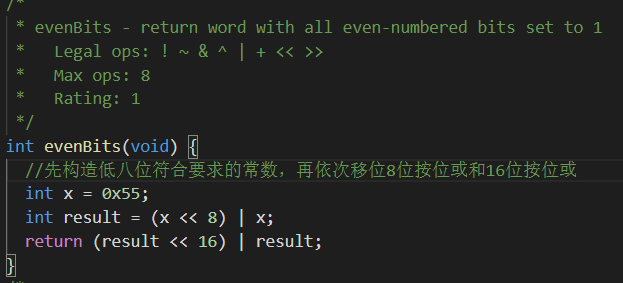 /*
 * evenBits - return word with all even-numbered bits set to 1
 *   Legal ops: ! ~ & ^ | + << >>
 *   Max ops: 8
 *   Rating: 1
 */
int evenBits(void) {
  //先构造低八位符合要求的常数，再依次移位8位按位或和16位按位或
  int x = 0x55;
  int result = (x << 8) | x;
  return (result << 16) | result;
}